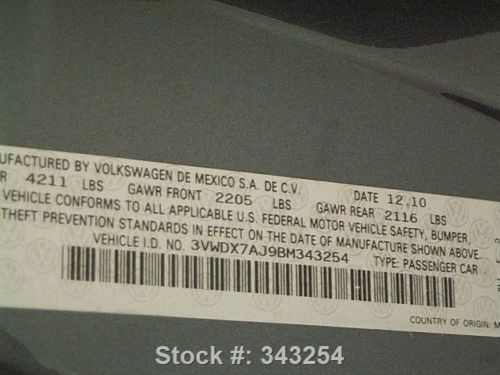 UFACTURED BY VOLKSWAGEN DE MEXICO S.A. DE C.V.
R 4211 LBS GAWR FRONT 2205 LBS DATE 12.10
GAWR REAR 2116 LBS
VEHICLE CONFORMS TO ALL APPLICABLE U.S. FEDERAL MOTOR VEHICLE SAFETY, BUMPER,
THEFT PREVENTION STANDARDS IN EFFECT ON THE DATE OF MANUFACTURE SHOWN ABOVE.
VEHICLE I.D. NO. 3VWDX7AJ9BM343254 TYPE: PASSENGER CAR
COUNTRY OF ORIGIN: M
Stock #: 343254